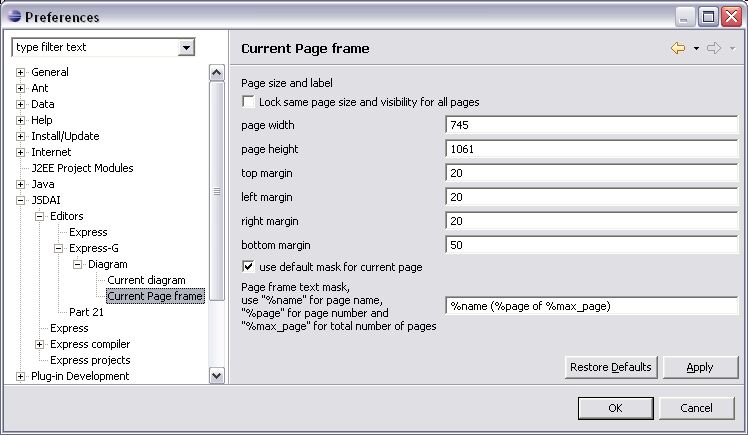 Preferences
type filter text
General
Ant
Data
Help
Install/Update
Internet
J2EE Project Modules
Java
JSDAI
Editors
Express
Express-G
Diagram
Current diagram
Current Page frame
Part 21
Express
Express compiler
Express projects
Plug-in Development
Current Page frame
Page size and label
Lock same page size and visibility for all pages
page width 745
page height 1061
top margin 20
left margin 20
right margin 20
bottom margin 50
use default mask for current page
Page frame text mask,
use "%name" for page name,
"%page" for page number and
"%max_page" for total number of pages
%name (%page of %max_page)
Restore Defaults Apply
OK Cancel